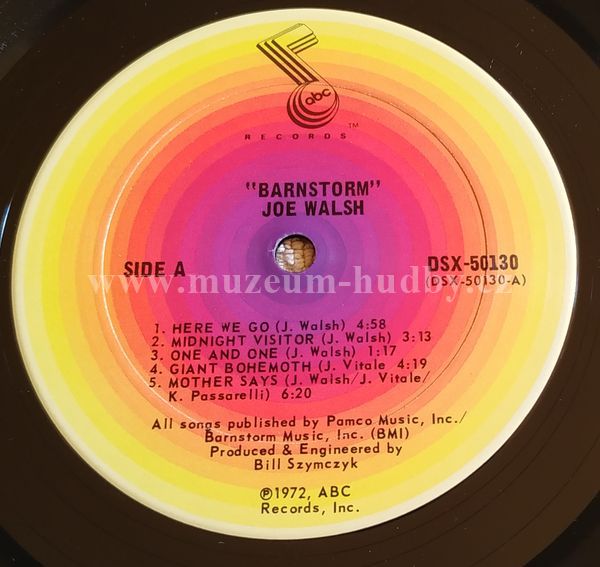 abc
RECORDS™
"BARNSTORM"
JOE WALSH
SIDE A
DSX-50130
(DSX-50130-A)
www.muzeum-hudby.cz
1. HERE WE GO (J. Walsh) 4:58
2. MIDNIGHT VISITOR (J. Walsh) 3:13
3. ONE AND ONE (J. Walsh) 1:17
4. GIANT BOHEMOTH (J. Vitale 4:19
5. MOTHER SAYS (J. Walsh/J. Vitale/
K. Passarelli) 6:20
All songs published by Pamco Music, Inc./
Barnstorm Music, Inc. (BMI)
Produced & Engineered by
Bill Szymczyk
℗1972, ABC
Records, Inc.